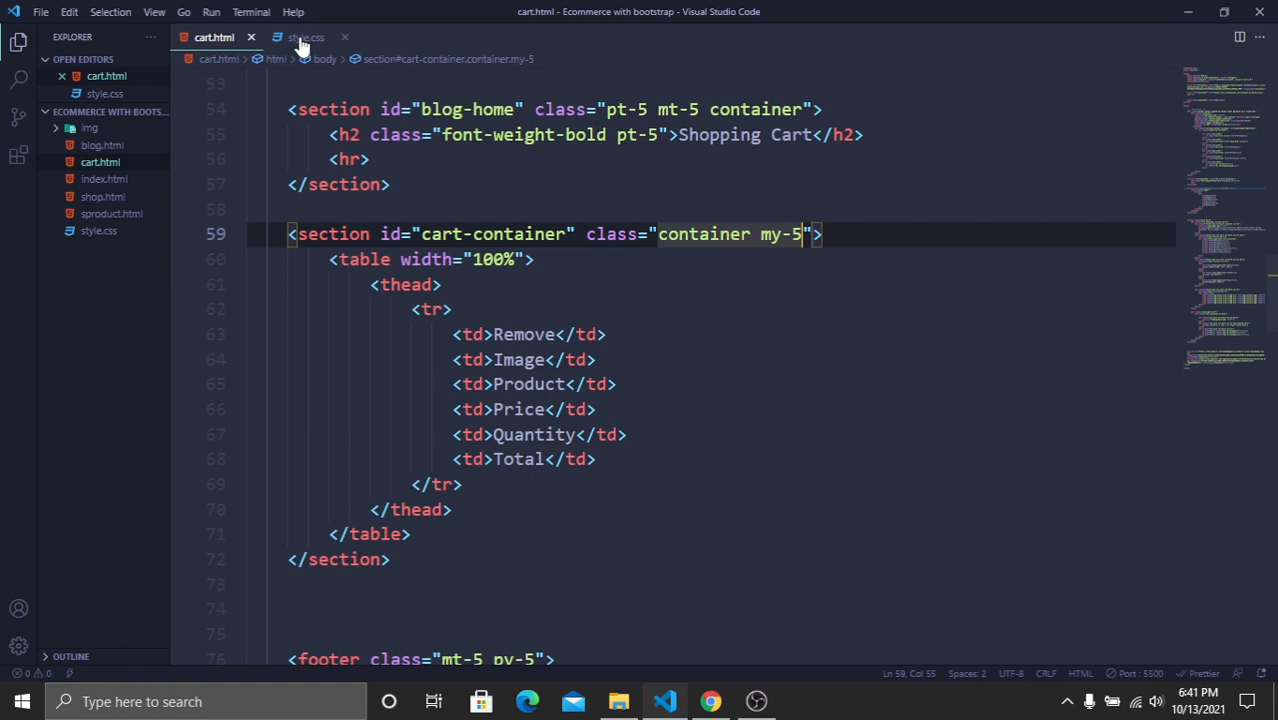 File Edit Selection View Go Run Terminal Help
cart.html - Ecommerce with bootstrap - Visual Studio Code
EXPLORER
OPEN EDITORS
cart.html
style.css
ECOMMERCE WITH BOOTS...
img
blog.html
cart.html
index.html
shop.html
sproduct.html
style.css
OUTLINE
cart.html style.css
cart.html > html > body > section#cart-container.container.my-5
53
54 <section id="blog-home" class="pt-5 mt-5 container">
55 <h2 class="font-weight-bold pt-5">Shopping Cart</h2>
56 <hr>
57 </section>
58
59 <section id="cart-container" class="container my-5">
60 <table width="100%">
61 <thead>
62 <tr>
63 <td>Remove</td>
64 <td>Image</td>
65 <td>Product</td>
66 <td>Price</td>
67 <td>Quantity</td>
68 <td>Total</td>
69 </tr>
70 </thead>
71 </table>
72 </section>
73
74
75
76 <footer class="mt-5 py-5">
0 0
Ln 59, Col 55 Spaces: 2 UTF-8 CRLF HTML Port : 5500 Prettier
Type here to search
6:41 PM
10/13/2021